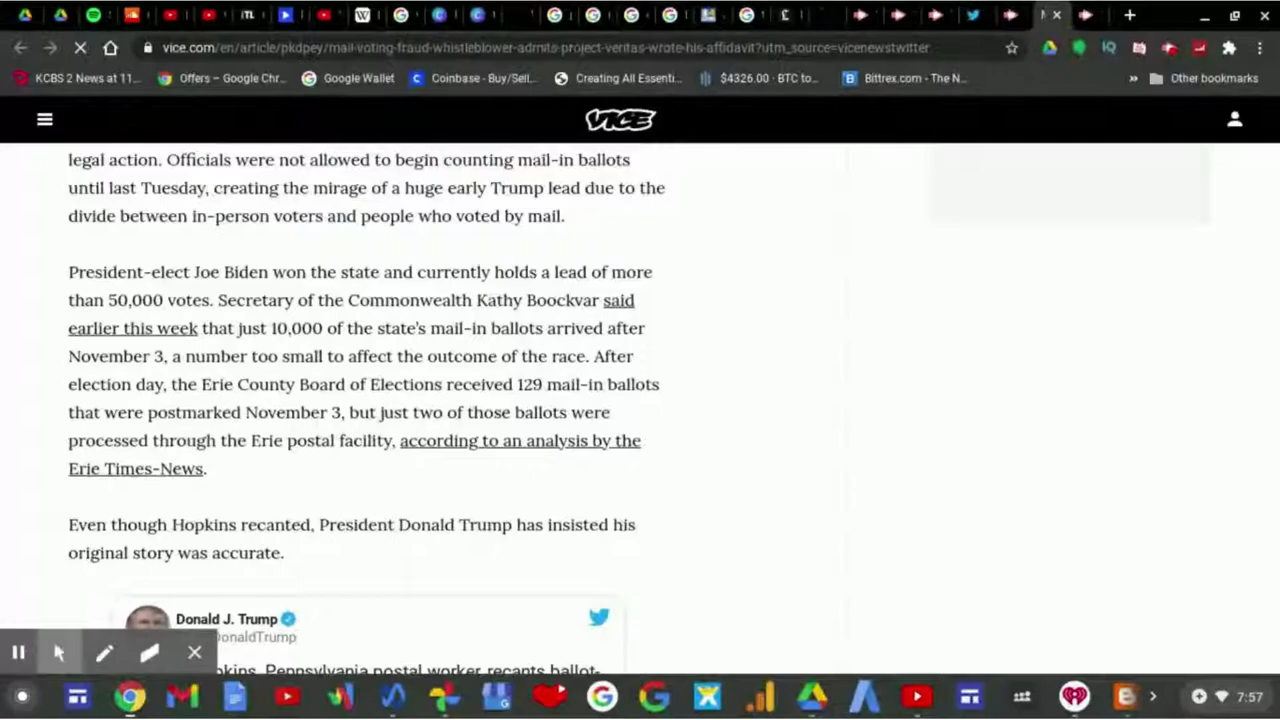 iTL
vice.com/en/article/pkdpey/mail-voting-fraud-whistleblower-admits-project-veritas-wrote-his-affidavit?utm_source=vicenewstwitter
KCBS 2 News at 11...
Offers – Google Chr...
Google Wallet
Coinbase - Buy/Sell...
Creating All Essenti...
$4326.00 · BTC to...
Bittrex.com - The N...
» Other bookmarks
VICE
legal action. Officials were not allowed to begin counting mail-in ballots
until last Tuesday, creating the mirage of a huge early Trump lead due to the
divide between in-person voters and people who voted by mail.
President-elect Joe Biden won the state and currently holds a lead of more
than 50,000 votes. Secretary of the Commonwealth Kathy Boockvar said
earlier this week that just 10,000 of the state's mail-in ballots arrived after
November 3, a number too small to affect the outcome of the race. After
election day, the Erie County Board of Elections received 129 mail-in ballots
that were postmarked November 3, but just two of those ballots were
processed through the Erie postal facility, according to an analysis by the
Erie Times-News.
Even though Hopkins recanted, President Donald Trump has insisted his
original story was accurate.
Donald J. Trump
onaldTrump
pkins, Pennsylvania postal worker, recants ballot-
7:57